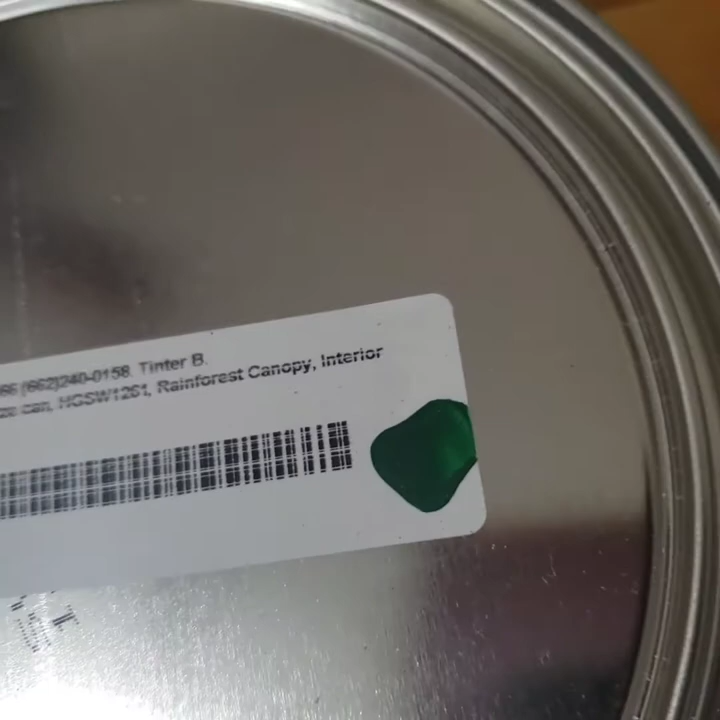 (662)240-0158, Tinter B.
can, HGSW1261, Rainforest Canopy, Interior